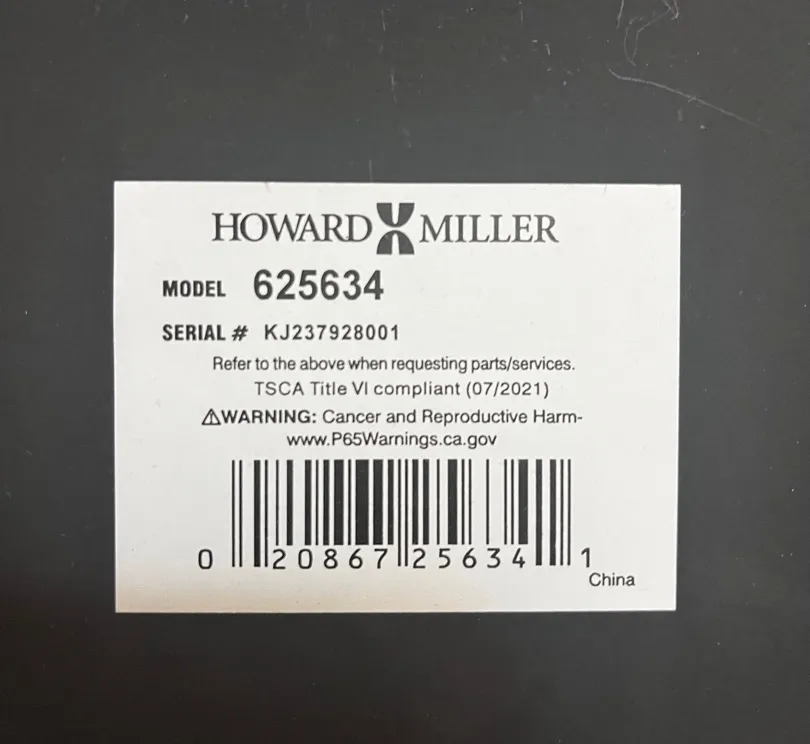 HOWARD MILLER
MODEL 625634
SERIAL # KJ237928001
Refer to the above when requesting parts/services.
TSCA Title VI compliant (07/2021)
⚠WARNING: Cancer and Reproductive Harm-
www.P65Warnings.ca.gov
0 20867 25634 1
China